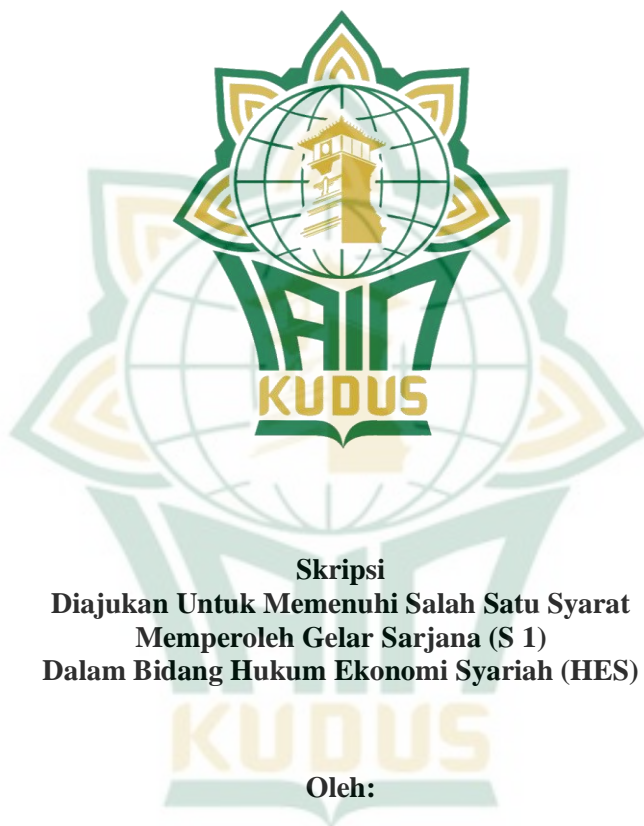 IAIN
KUDUS
Skripsi
Diajukan Untuk Memenuhi Salah Satu Syarat
Memperoleh Gelar Sarjana (S 1)
Dalam Bidang Hukum Ekonomi Syariah (HES)
KUDUS
Oleh: